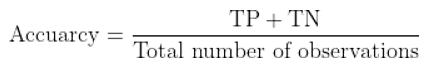 Accuarcy = TP + TN / Total number of observations